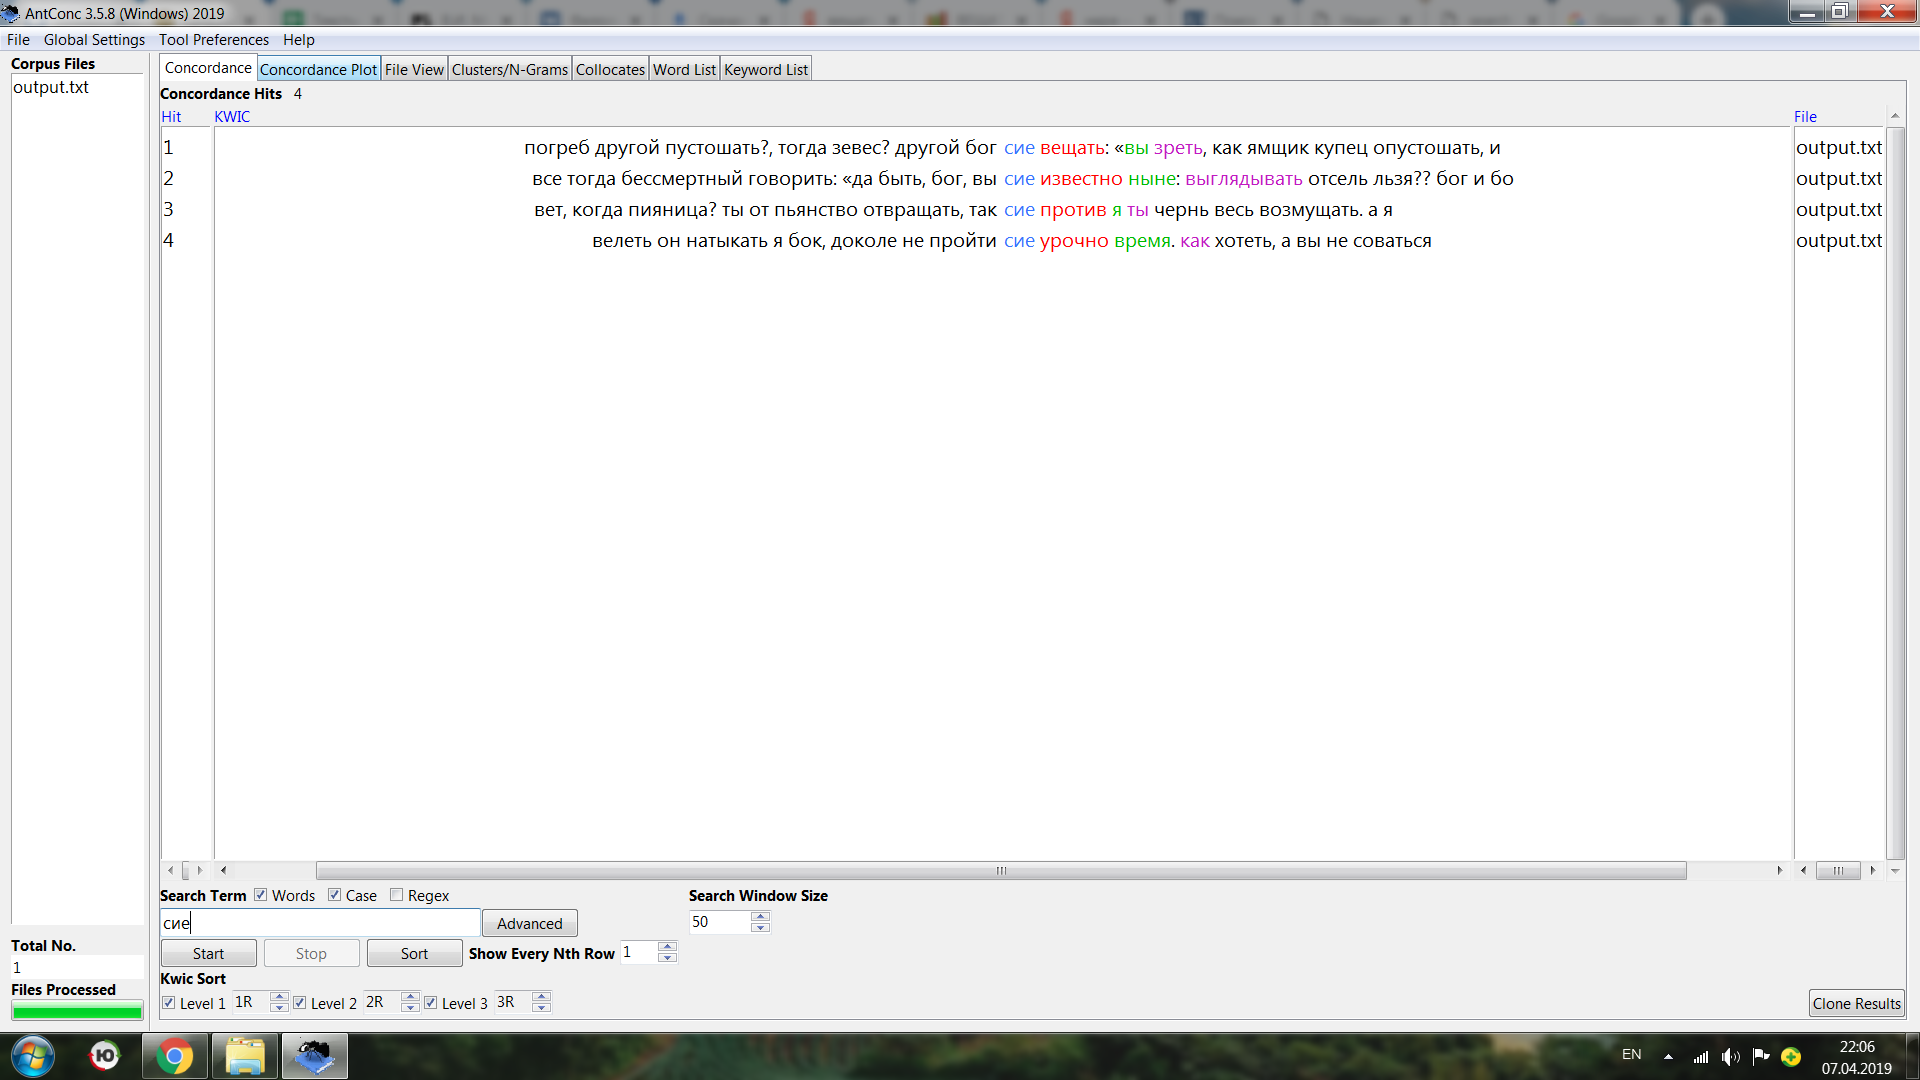 AntConc 3.5.8 (Windows) 2019
File Global Settings Tool Preferences Help
Corpus Files
output.txt
Concordance Concordance Plot File View Clusters/N-Grams Collocates Word List Keyword List
Concordance Hits 4
Hit KWIC File
1 погреб другой пустошать?, тогда зевес? другой бог сие вещать: «вы зреть, как ямщик купец опустошать, и output.txt
2 все тогда бессмертный говорить: «да быть, бог, вы сие известно ныне: выглядывать отсель льзя?? бог и бо output.txt
3 вет, когда пияница? ты от пьянство отвращать, так сие против я ты чернь весь возмущать. а я output.txt
4 велеть он натыкать я бок, доколе не пройти сие урочно время. как хотеть, а вы не соваться output.txt
Search Term Words Case Regex Search Window Size
сие Advanced 50
Start Stop Sort Show Every Nth Row 1
Kwic Sort
Level 1 1R Level 2 2R Level 3 3R
Clone Results
Total No.
1
Files Processed
Ю
EN
22:06
07.04.2019